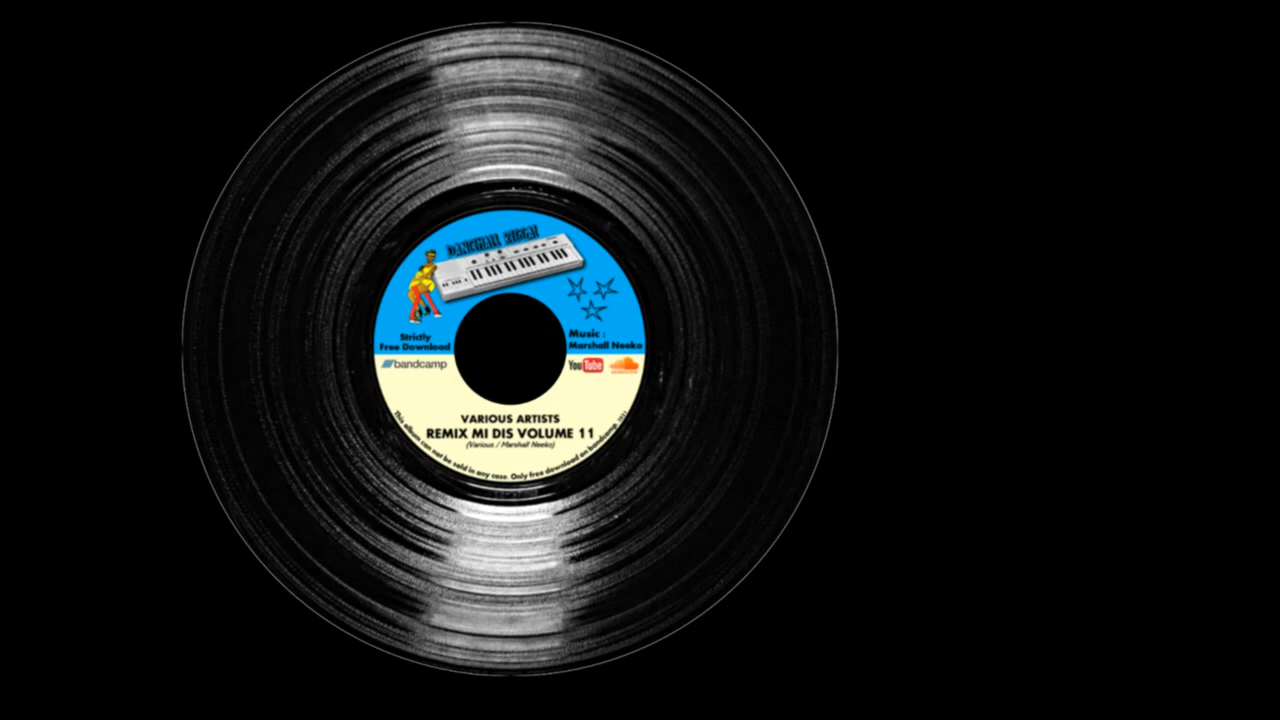 DANCEHALL REGGAE
Strictly
Free Download
Music :
Marshall Neeko
bandcamp
YouTube
VARIOUS ARTISTS
REMIX MI DIS VOLUME 11
(Various / Marshall Neeko)
This album can not be sold in any case. Only free download on bandcamp